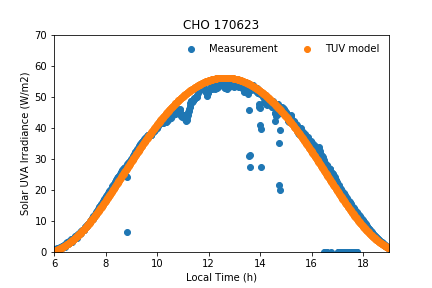 CHO 170623
Measurement TUV model
Solar UVA Irradiance (W/m2)
70
60
50
40
30
20
10
0
6 8 10 12 14 16 18
Local Time (h)